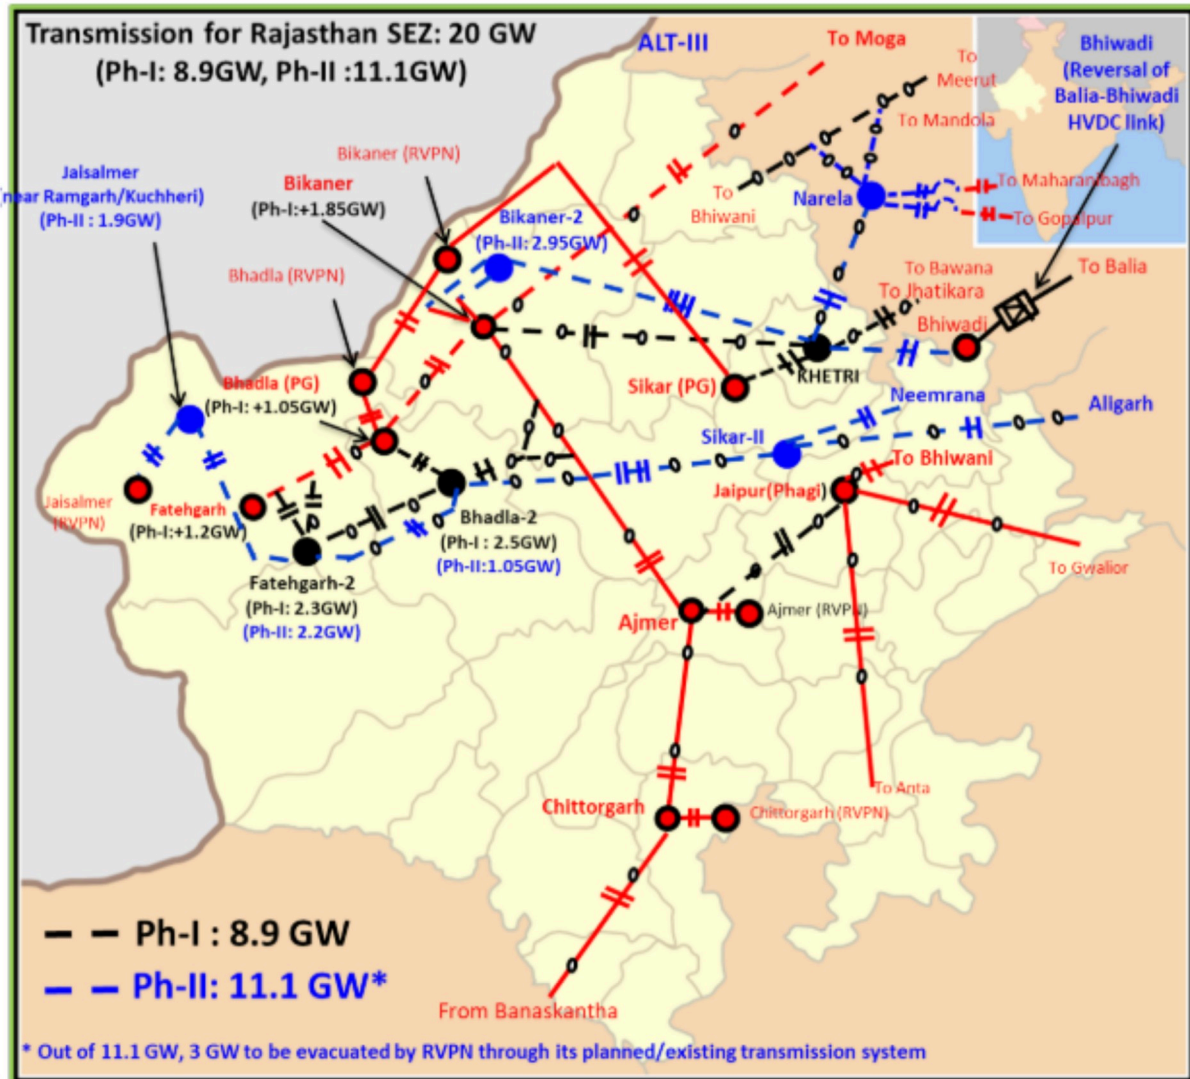 Transmission for Rajasthan SEZ: 20 GW
(Ph-I: 8.9GW, Ph-II :11.1GW)
ALT-III
To Moga
To
Meerut
Bhiwadi
(Reversal of
Balia-Bhiwadi
HVDC link)
To Mandola
Bikaner (RVPN)
Jaisalmer
(near Ramgarh/Kuchheri)
(Ph-II : 1.9GW)
Bikaner
(Ph-I:+1.85GW)
To
Bhiwani
Narela
To Maharanibagh
To Gopalpur
Bikaner-2
(Ph-II: 2.95GW)
Bhadla (RVPN)
To Bawana
To Jhatikara
To Balia
Bhiwadi
KHETRI
Sikar (PG)
Bhadla (PG)
(Ph-I: +1.05GW)
Neemrana
Aligarh
Sikar-II
To Bhiwani
Jaipur(Phagi)
Jaisalmer
(RVPN)
Fatehgarh
(Ph-I:+1.2GW)
Bhadla-2
(Ph-I : 2.5GW)
(Ph-II:1.05GW)
To Gwalior
Fatehgarh-2
(Ph-I: 2.3GW)
(Ph-II: 2.2GW)
Ajmer
Ajmer (RVPN)
To Anta
Chittorgarh
Chittorgarh (RVPN)
Ph-I : 8.9 GW
Ph-II: 11.1 GW*
From Banaskantha
* Out of 11.1 GW, 3 GW to be evacuated by RVPN through its planned/existing transmission system